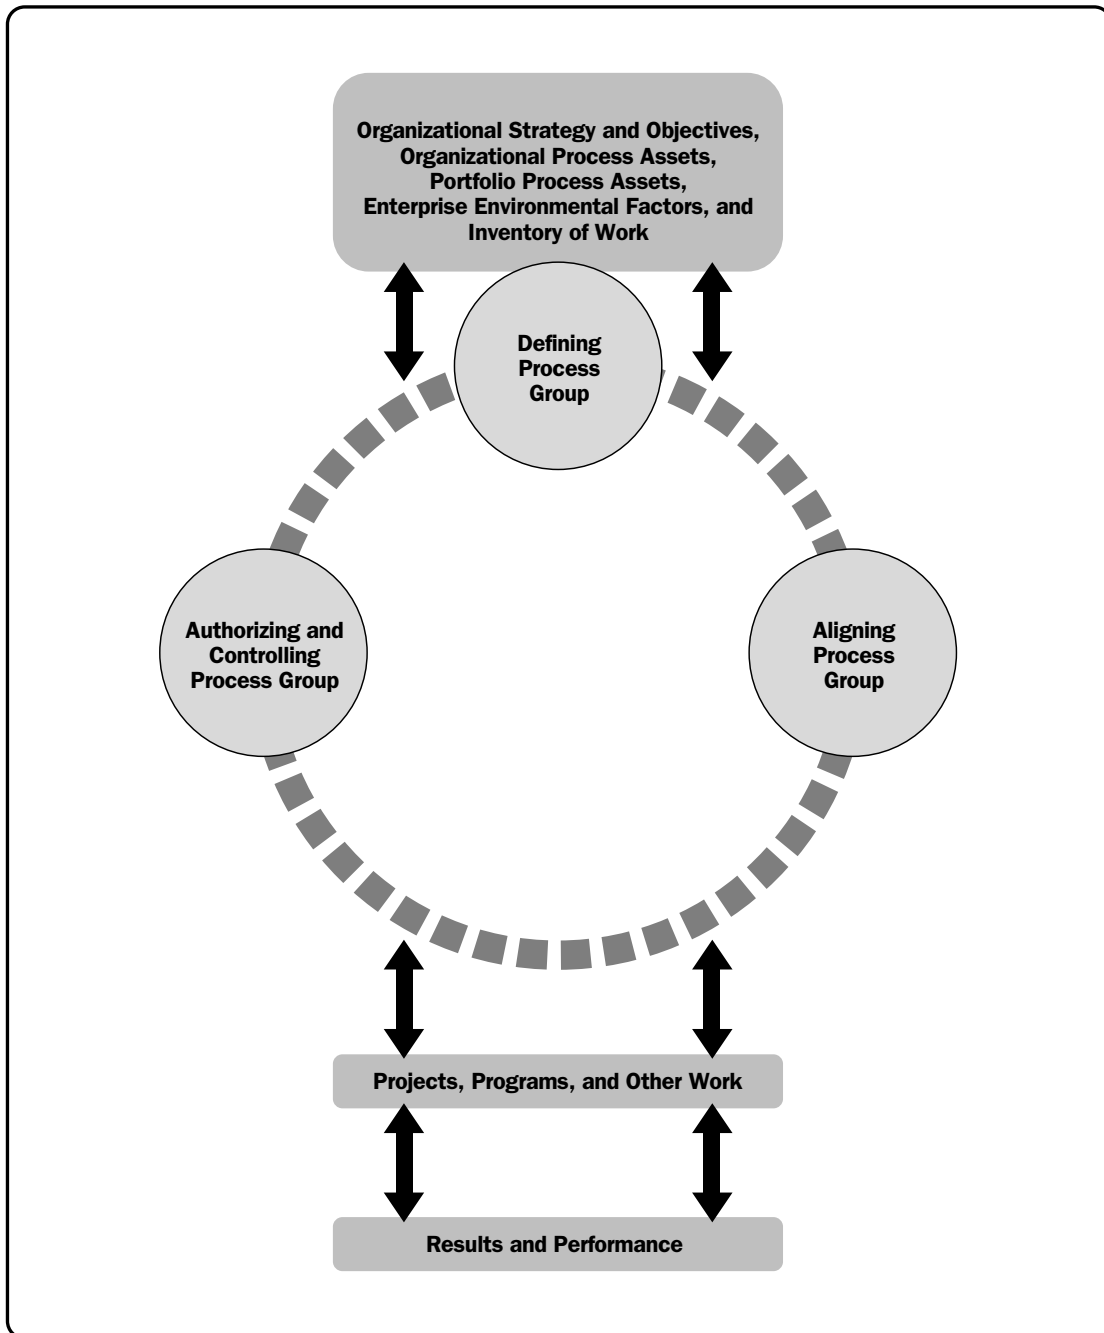 Organizational Strategy and Objectives,
Organizational Process Assets,
Portfolio Process Assets,
Enterprise Environmental Factors, and
Inventory of Work
Defining
Process
Group
Authorizing and
Controlling
Process Group
Aligning
Process
Group
Projects, Programs, and Other Work
Results and Performance